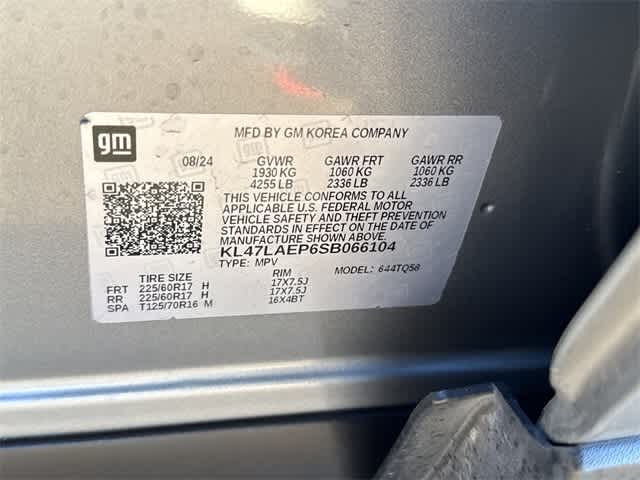 gm
MFD BY GM KOREA COMPANY
08/24 GVWR GAWR FRT GAWR RR
1930 KG 1060 KG 1060 KG
4255 LB 2336 LB 2336 LB
THIS VEHICLE CONFORMS TO ALL
APPLICABLE U.S. FEDERAL MOTOR
VEHICLE SAFETY AND THEFT PREVENTION
STANDARDS IN EFFECT ON THE DATE OF
MANUFACTURE SHOWN ABOVE.
KL47LAEP6SB066104
TYPE: MPV MODEL: 644TQ56
TIRE SIZE RIM
FRT 225/60R17 H 17X7.5J
RR 225/60R17 H 17X7.5J
SPA T125/70R16 M 16X4BT